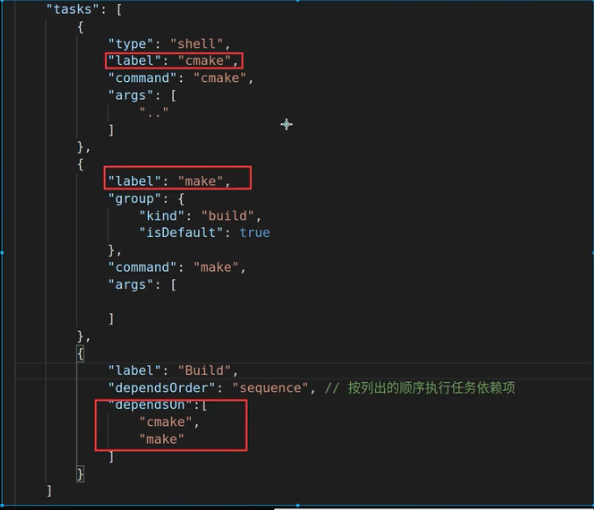 "tasks": [
{
"type": "shell",
"label": "cmake",
"command": "cmake",
"args": [
".."
]
},
{
"label": "make",
"group": {
"kind": "build",
"isDefault": true
},
"command": "make",
"args": [
]
},
{
"label": "Build",
"dependsOrder": "sequence", // 按列出的顺序执行任务依赖项
"dependsOn":[
"cmake",
"make"
]
}
]